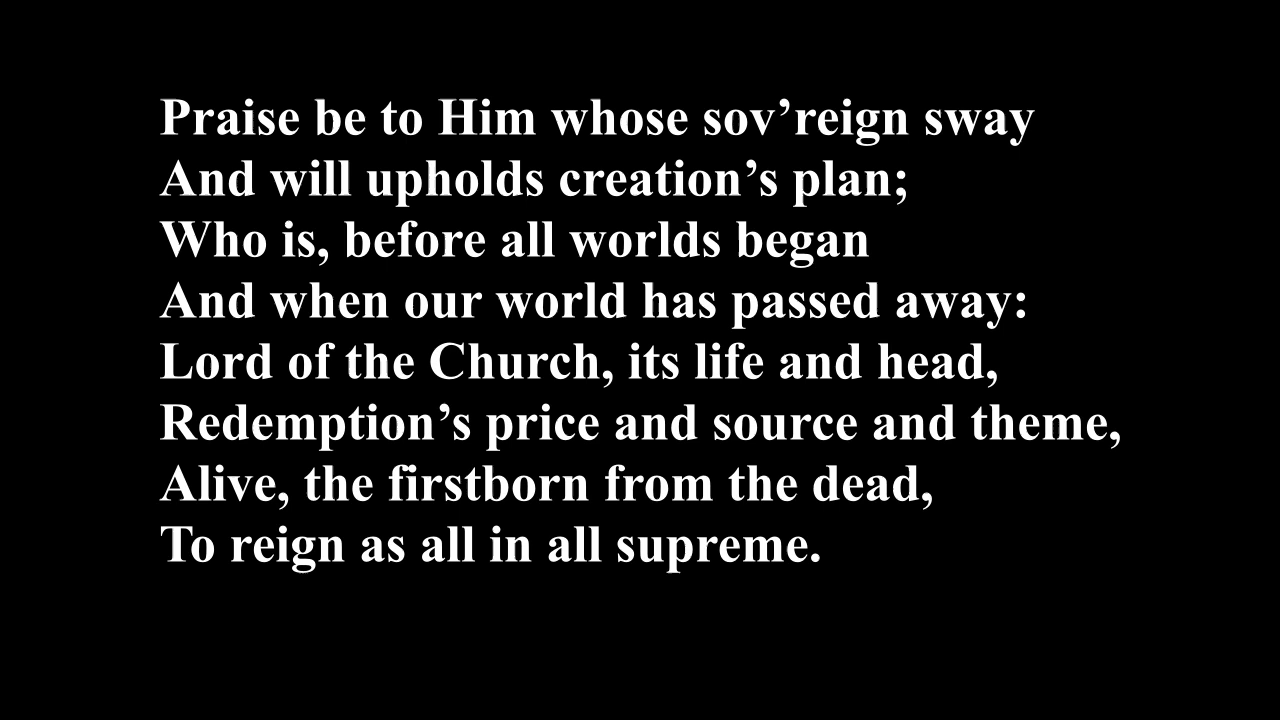 Praise be to Him whose sov’reign sway
And will upholds creation’s plan;
Who is, before all worlds began
And when our world has passed away:
Lord of the Church, its life and head,
Redemption’s price and source and theme,
Alive, the firstborn from the dead,
To reign as all in all supreme.